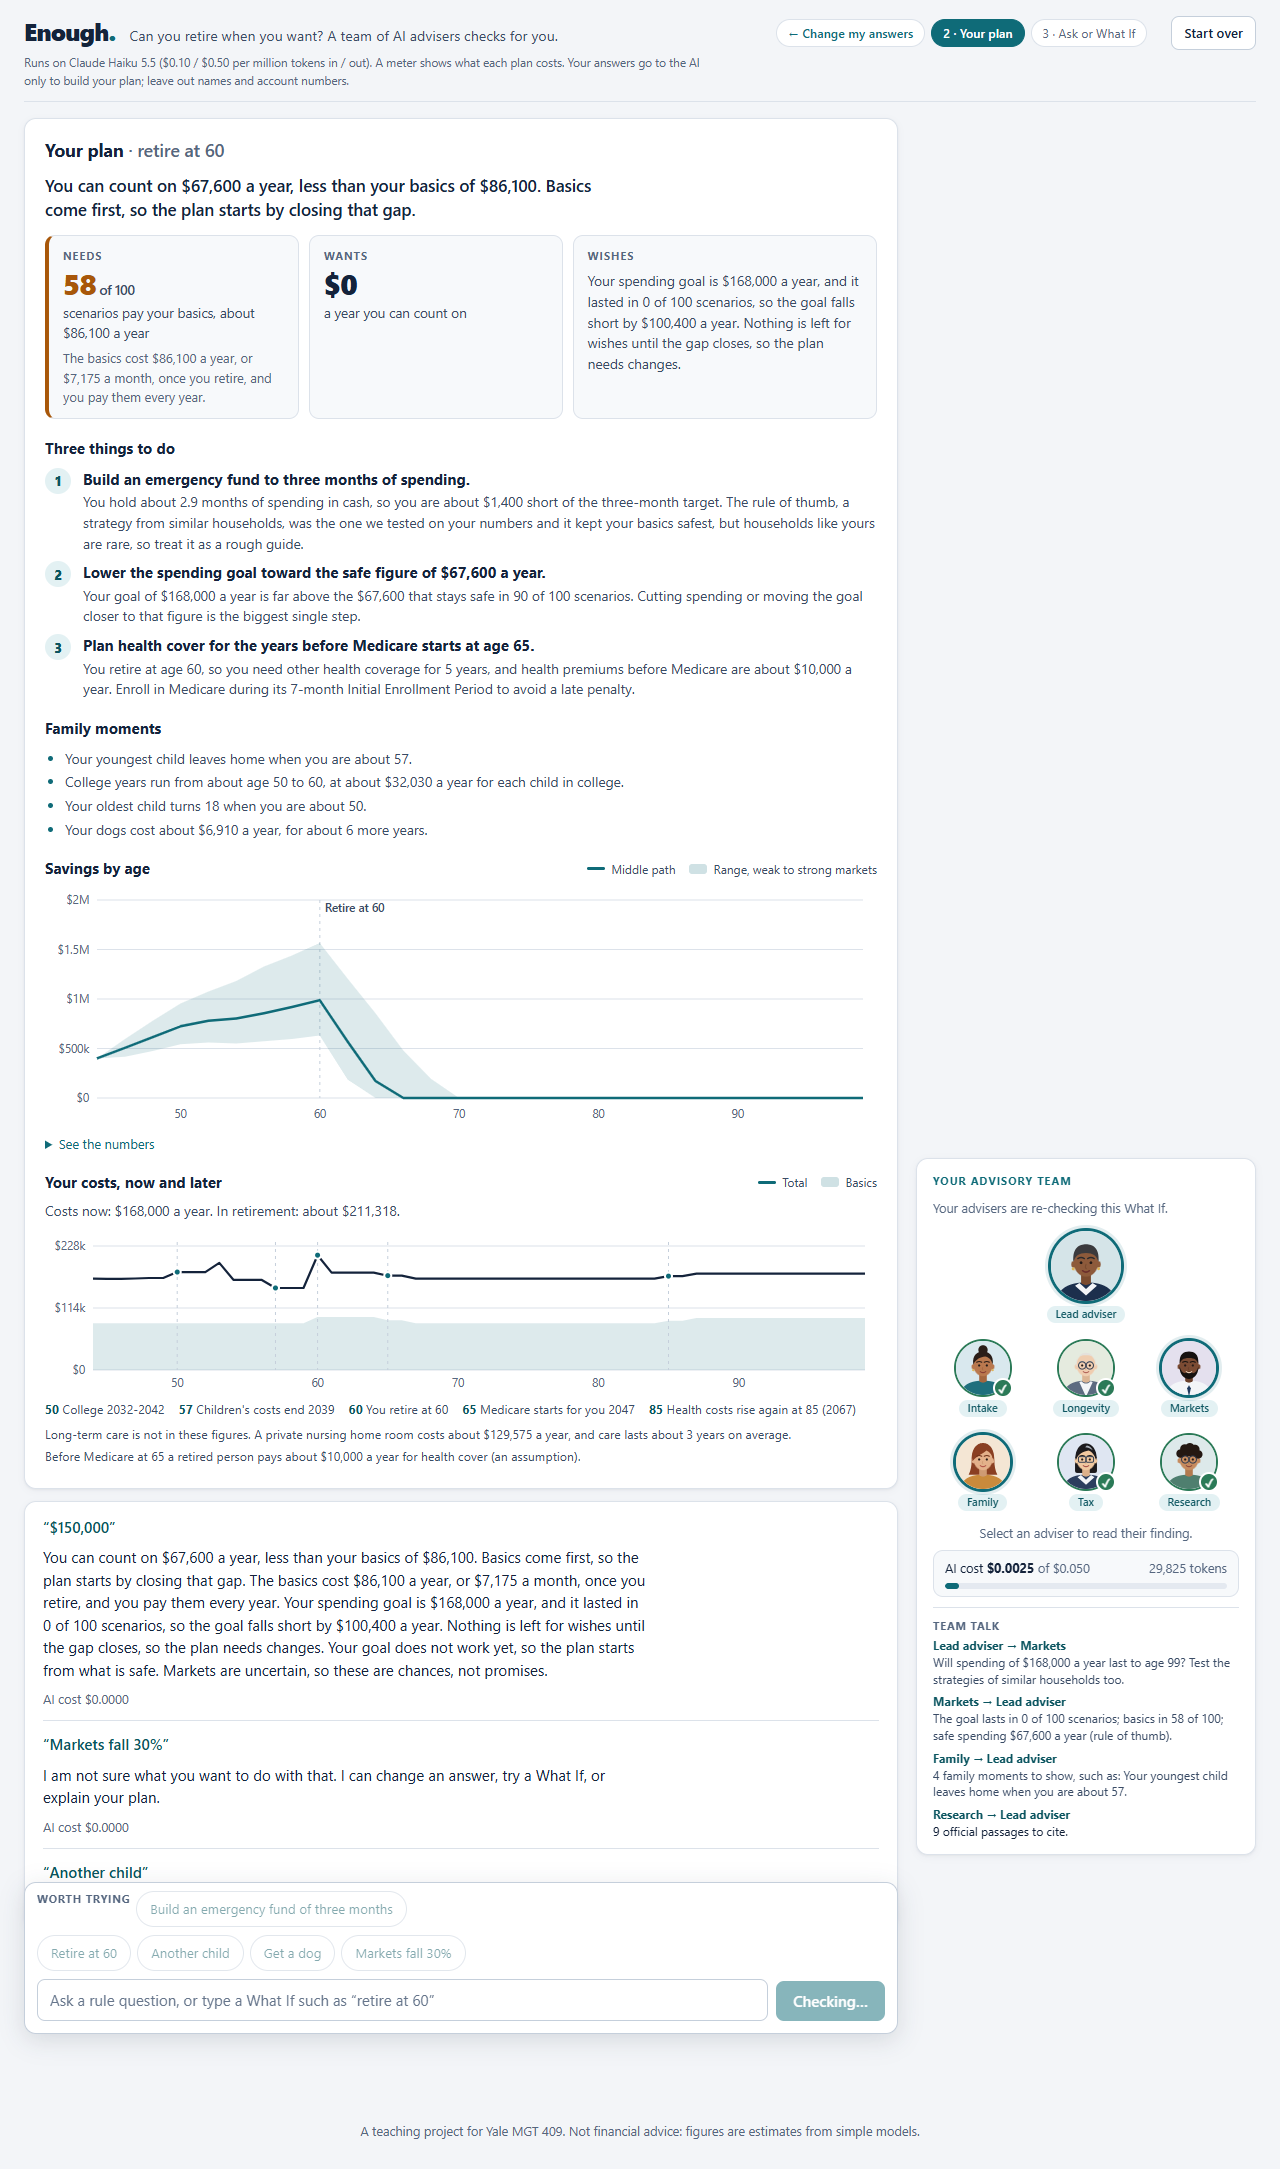 Enough. Can you retire when you want? A team of AI advisers checks for you.
← Change my answers
2 · Your plan
3 · Ask or What If
Start over
Runs on Claude Haiku 5.5 ($0.10 / $0.50 per million tokens in / out). A meter shows what each plan costs. Your answers go to the AI
only to build your plan; leave out names and account numbers.
Your plan · retire at 60
You can count on $67,600 a year, less than your basics of $86,100. Basics
come first, so the plan starts by closing that gap.
NEEDS
58 of 100
scenarios pay your basics, about
$86,100 a year
The basics cost $86,100 a year, or
$7,175 a month, once you retire, and
you pay them every year.
WANTS
$0
a year you can count on
WISHES
Your spending goal is $168,000 a year, and it
lasted in 0 of 100 scenarios, so the goal falls
short by $100,400 a year. Nothing is left for
wishes until the gap closes, so the plan
needs changes.
Three things to do
1 Build an emergency fund to three months of spending.
You hold about 2.9 months of spending in cash, so you are about $1,400 short of the three-month target. The rule of thumb, a
strategy from similar households, was the one we tested on your numbers and it kept your basics safest, but households like yours
are rare, so treat it as a rough guide.
2 Lower the spending goal toward the safe figure of $67,600 a year.
Your goal of $168,000 a year is far above the $67,600 that stays safe in 90 of 100 scenarios. Cutting spending or moving the goal
closer to that figure is the biggest single step.
3 Plan health cover for the years before Medicare starts at age 65.
You retire at age 60, so you need other health coverage for 5 years, and health premiums before Medicare are about $10,000 a
year. Enroll in Medicare during its 7-month Initial Enrollment Period to avoid a late penalty.
Family moments
• Your youngest child leaves home when you are about 57.
• College years run from about age 50 to 60, at about $32,030 a year for each child in college.
• Your oldest child turns 18 when you are about 50.
• Your dogs cost about $6,910 a year, for about 6 more years.
Savings by age
Middle path
Range, weak to strong markets
$2M
Retire at 60
$1.5M
$1M
$500k
$0
50 60 70 80 90
▶ See the numbers
Your costs, now and later
Total
Basics
Costs now: $168,000 a year. In retirement: about $211,318.
$228k
$114k
$0
50 60 70 80 90
50 College 2032-2042 57 Children's costs end 2039 60 You retire at 60 65 Medicare starts for you 2047 85 Health costs rise again at 85 (2067)
Long-term care is not in these figures. A private nursing home room costs about $129,575 a year, and care lasts about 3 years on average.
Before Medicare at 65 a retired person pays about $10,000 a year for health cover (an assumption).
“$150,000”
You can count on $67,600 a year, less than your basics of $86,100. Basics come first, so the
plan starts by closing that gap. The basics cost $86,100 a year, or $7,175 a month, once you
retire, and you pay them every year. Your spending goal is $168,000 a year, and it lasted in
0 of 100 scenarios, so the goal falls short by $100,400 a year. Nothing is left for wishes until
the gap closes, so the plan needs changes. Your goal does not work yet, so the plan starts
from what is safe. Markets are uncertain, so these are chances, not promises.
AI cost $0.0000
“Markets fall 30%”
I am not sure what you want to do with that. I can change an answer, try a What If, or
explain your plan.
AI cost $0.0000
“Another child”
WORTH TRYING
Build an emergency fund of three months
Retire at 60
Another child
Get a dog
Markets fall 30%
Ask a rule question, or type a What If such as “retire at 60”
Checking...
YOUR ADVISORY TEAM
Your advisers are re-checking this What If.
Lead adviser
Intake
Longevity
Markets
Family
Tax
Research
Select an adviser to read their finding.
AI cost $0.0025 of $0.050
29,825 tokens
TEAM TALK
Lead adviser → Markets
Will spending of $168,000 a year last to age 99? Test the
strategies of similar households too.
Markets → Lead adviser
The goal lasts in 0 of 100 scenarios; basics in 58 of 100;
safe spending $67,600 a year (rule of thumb).
Family → Lead adviser
4 family moments to show, such as: Your youngest child
leaves home when you are about 57.
Research → Lead adviser
9 official passages to cite.
A teaching project for Yale MGT 409. Not financial advice: figures are estimates from simple models.